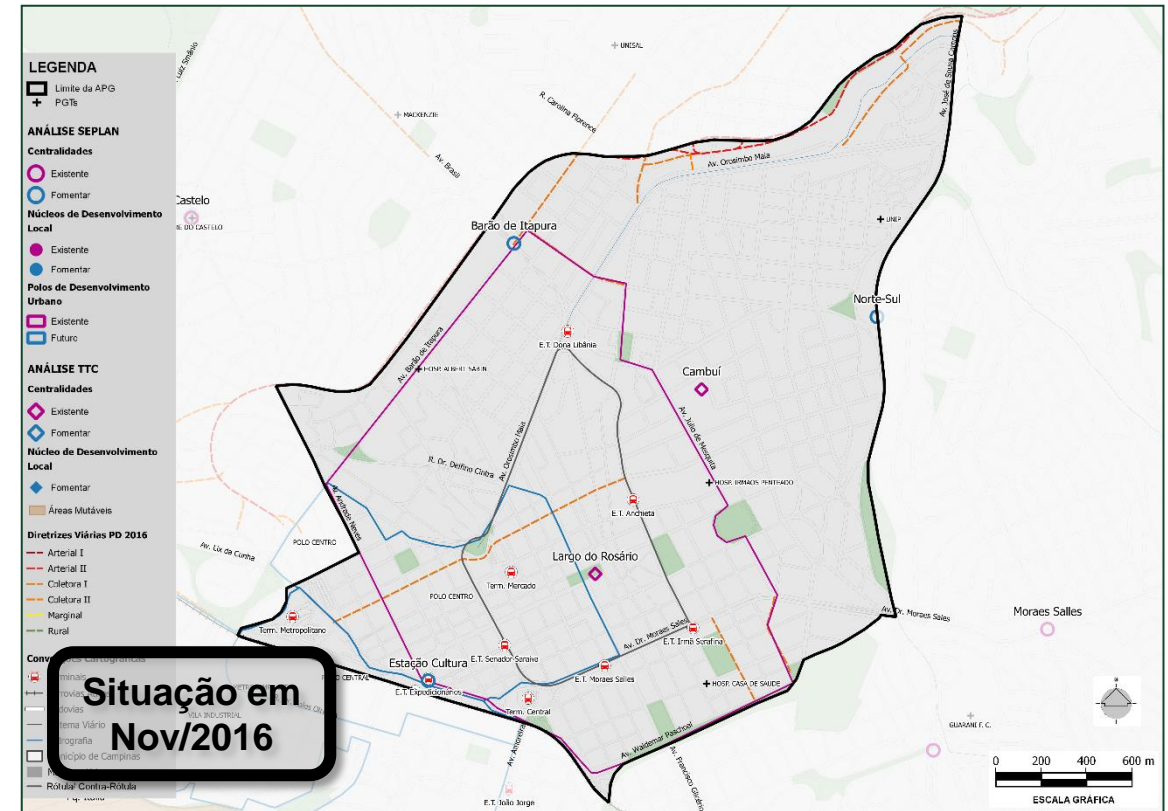 LEGENDA
Limite da APG
PGTs
ANÁLISE SEPLAN
Centralidades
Existente
Fomentar
Núcleos de Desenvolvimento
Local
Existente
Fomentar
Polos de Desenvolvimento
Urbano
Existente
Futuro
ANÁLISE TTC
Centralidades
Existente
Fomentar
Núcleo de Desenvolvimento
Local
Fomentar
Áreas Mutáveis
Diretrizes Viárias PD 2016
Arterial I
Arterial II
Coletora I
Coletora II
Marginal
Rural
Rótula/ Contra-Rótula
Situação em
Nov/2016
UNISAL
MACKENZIE
R. Carolina Florence
Av. Brasil
Av. José de Souza Campos
Av. Orosimbo Maia
Castelo
Barão de Itapura
UNIP
Norte-Sul
E.T. Dona Libânia
Av. Barão de Itapura
HOSP. ALBERT SABIN
Cambuí
Av. Júlio de Mesquita
Av. Orosimbo Maia
R. Dr. Delfino Cintra
HOSP. IRMÃOS PENTEADO
Av. Andrade Neves
E.T. Anchieta
Av. Lix da Cunha
POLO CENTRO
Largo do Rosário
Term. Mercado
POLO CENTRO
Term. Metropolitano
Av. Dr. Moraes Sales
Av. Dr. Moraes Sales
Moraes Salles
E.T. Irmã Serafina
Estação Cultura
E.T. Senador Saraiva
E.T. Moraes Salles
E.T. Expedicionários
HOSP. CASA DE SAÚDE
Term. Central
VILA INDUSTRIAL
GUARANI F. C.
Av. Waldemar Paschoal
Av. Francisco Glicério
Av. Amoreiras
E.T. João Jorge
0 200 400 600 m
ESCALA GRÁFICA